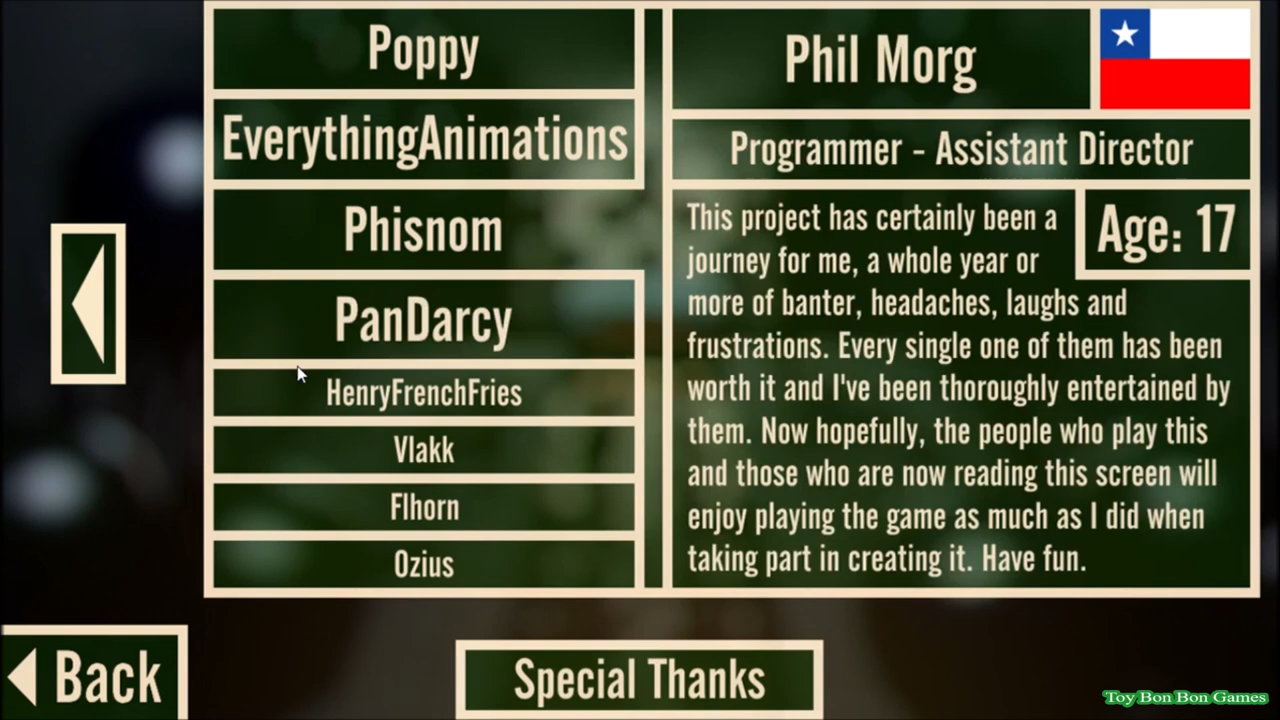 Poppy
EverythingAnimations
Phisnom
PanDarcy
HenryFrenchFries
Vlakk
Flhorn
Ozius
Phil Morg
Programmer - Assistant Director
Age: 17
This project has certainly been a
journey for me, a whole year or
more of banter, headaches, laughs and
frustrations. Every single one of them has been
worth it and I've been thoroughly entertained by
them. Now hopefully, the people who play this
and those who are now reading this screen will
enjoy playing the game as much as I did when
taking part in creating it. Have fun.
Back
Special Thanks
Toy Bon Bon Games